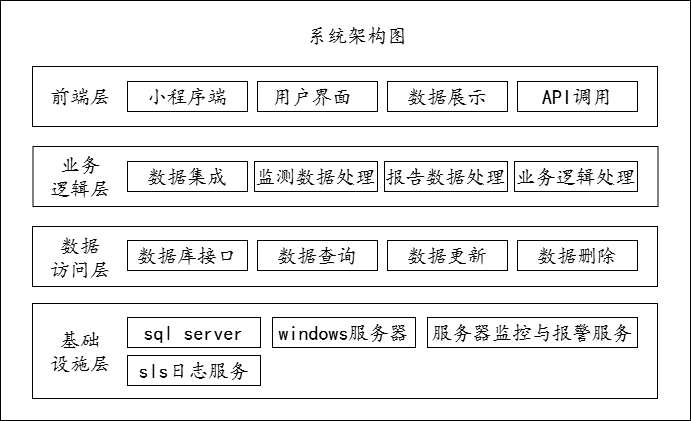 系统架构图
前端层 小程序端 用户界面 数据展示 API调用
业务
逻辑层
数据集成 监测数据处理 报告数据处理 业务逻辑处理
数据
访问层
数据库接口 数据查询 数据更新 数据删除
基础
设施层
sql server windows服务器 服务器监控与报警服务
sls日志服务